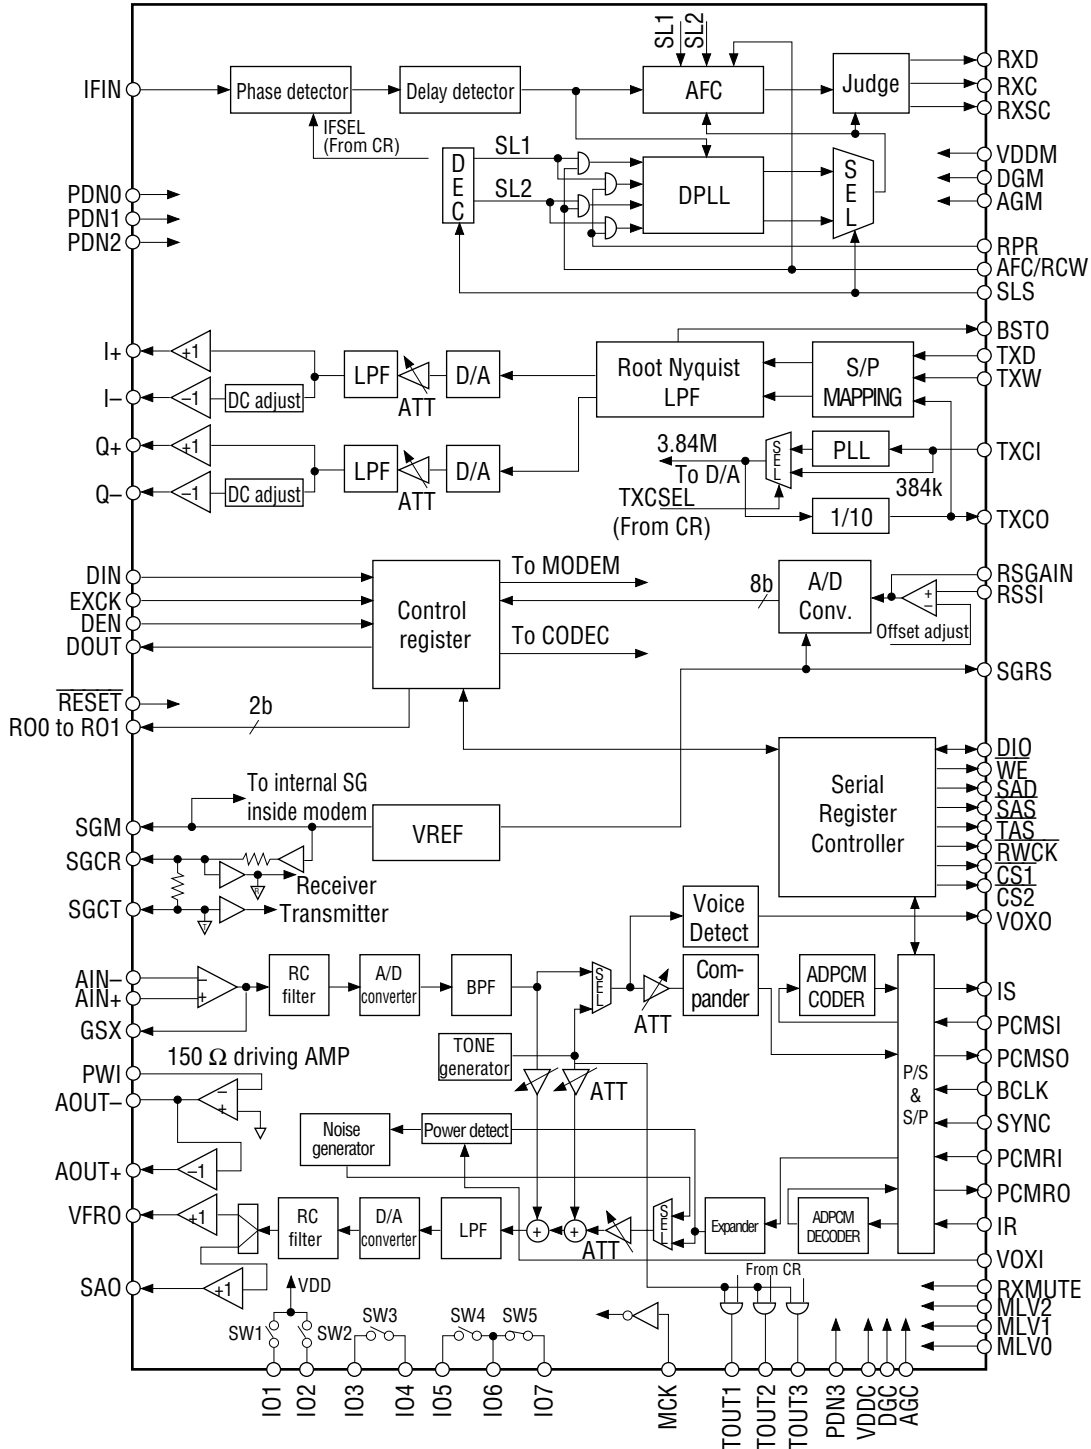 SL1
SL2
IFIN
Phase detector
Delay detector
AFC
Judge
RXD
RXC
RXSC
IFSEL
(From CR)
DEC
SL1
SL2
DPLL
SEL
VDDM
DGM
AGM
PDN0
PDN1
PDN2
RPR
AFC/RCW
SLS
BSTO
I+
+1
LPF
ATT
D/A
Root Nyquist
LPF
S/P
MAPPING
TXD
TXW
I–
–1
DC adjust
Q+
+1
LPF
ATT
D/A
3.84M
To D/A
SEL
PLL
TXCI
384k
Q–
–1
DC adjust
TXCSEL
(From CR)
1/10
TXCO
DIN
EXCK
DEN
DOUT
Control
register
To MODEM
To CODEC
8b
A/D
Conv.
+
–
Offset adjust
RSGAIN
RSSI
SGRS
RESET
RO0 to RO1
2b
Serial
Register
Controller
DIO
WE
SAD
SAS
TAS
RWCK
CS1
CS2
To internal SG
inside modem
SGM
VREF
SGCR
R
Receiver
SGCT
T
Transmitter
Voice
Detect
VOXO
AIN–
AIN+
–
+
RC
filter
A/D
converter
BPF
SEL
ATT
Com-
pander
ADPCM
CODER
P/S
&
S/P
IS
PCMSI
PCMSO
BCLK
SYNC
PCMRI
PCMRO
IR
VOXI
GSX
150 Ω driving AMP
TONE
generator
ATT
PWI
AOUT–
–
+
Noise
generator
Power detect
AOUT+
–1
VFRO
+1
RC
filter
D/A
converter
LPF
+
+
ATT
SEL
Expander
ADPCM
DECODER
SAO
+1
From CR
RXMUTE
MLV2
MLV1
MLV0
VDD
SW1
SW2
SW3
SW4
SW5
IO1
IO2
IO3
IO4
IO5
IO6
IO7
MCK
TOUT1
TOUT2
TOUT3
PDN3
VDDC
DGC
AGC